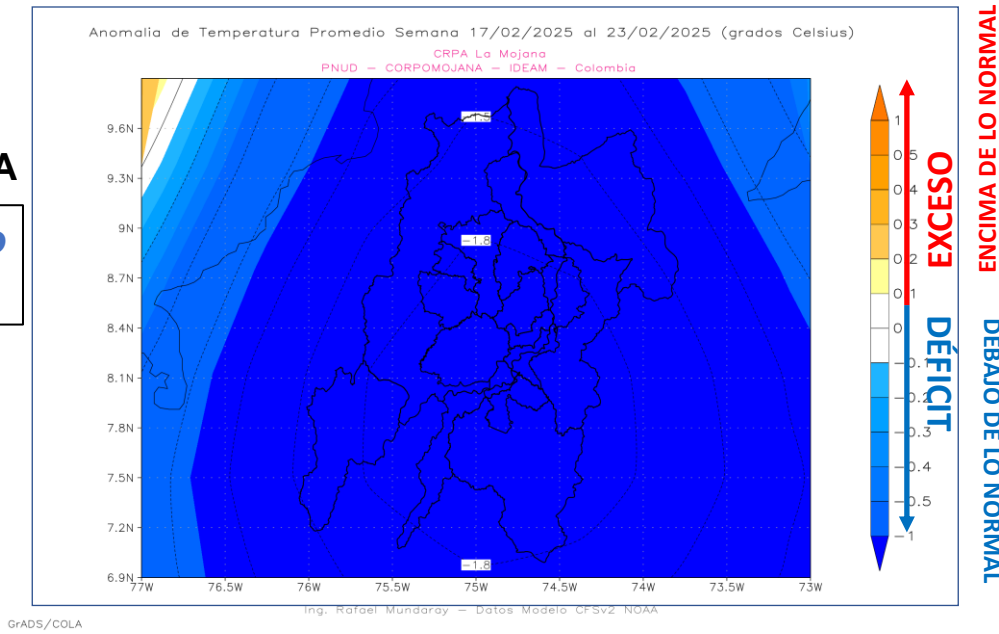 Anomalia de Temperatura Promedio Semana 17/02/2025 al 23/02/2025 (grados Celsius)
CRPA La Mojana
PNUD – CORPOMOJANA – IDEAM – Colombia
A
9.6N
9.3N
9N
8.7N
8.4N
8.1N
7.8N
7.5N
7.2N
6.9N
77W 76.5W 76W 75.5W 75W 74.5W 74W 73.5W 73W
−1.5
−1.8
−1.8
1
0.5
0.4
0.3
0.2
0.1
0
−0.1
−0.2
−0.3
−0.4
−0.5
−1
EXCESO
DÉFICIT
ENCIMA DE LO NORMAL
DEBAJO DE LO NORMAL
Ing. Rafael Mundaray – Datos Modelo CFSv2 NOAA
GrADS/COLA